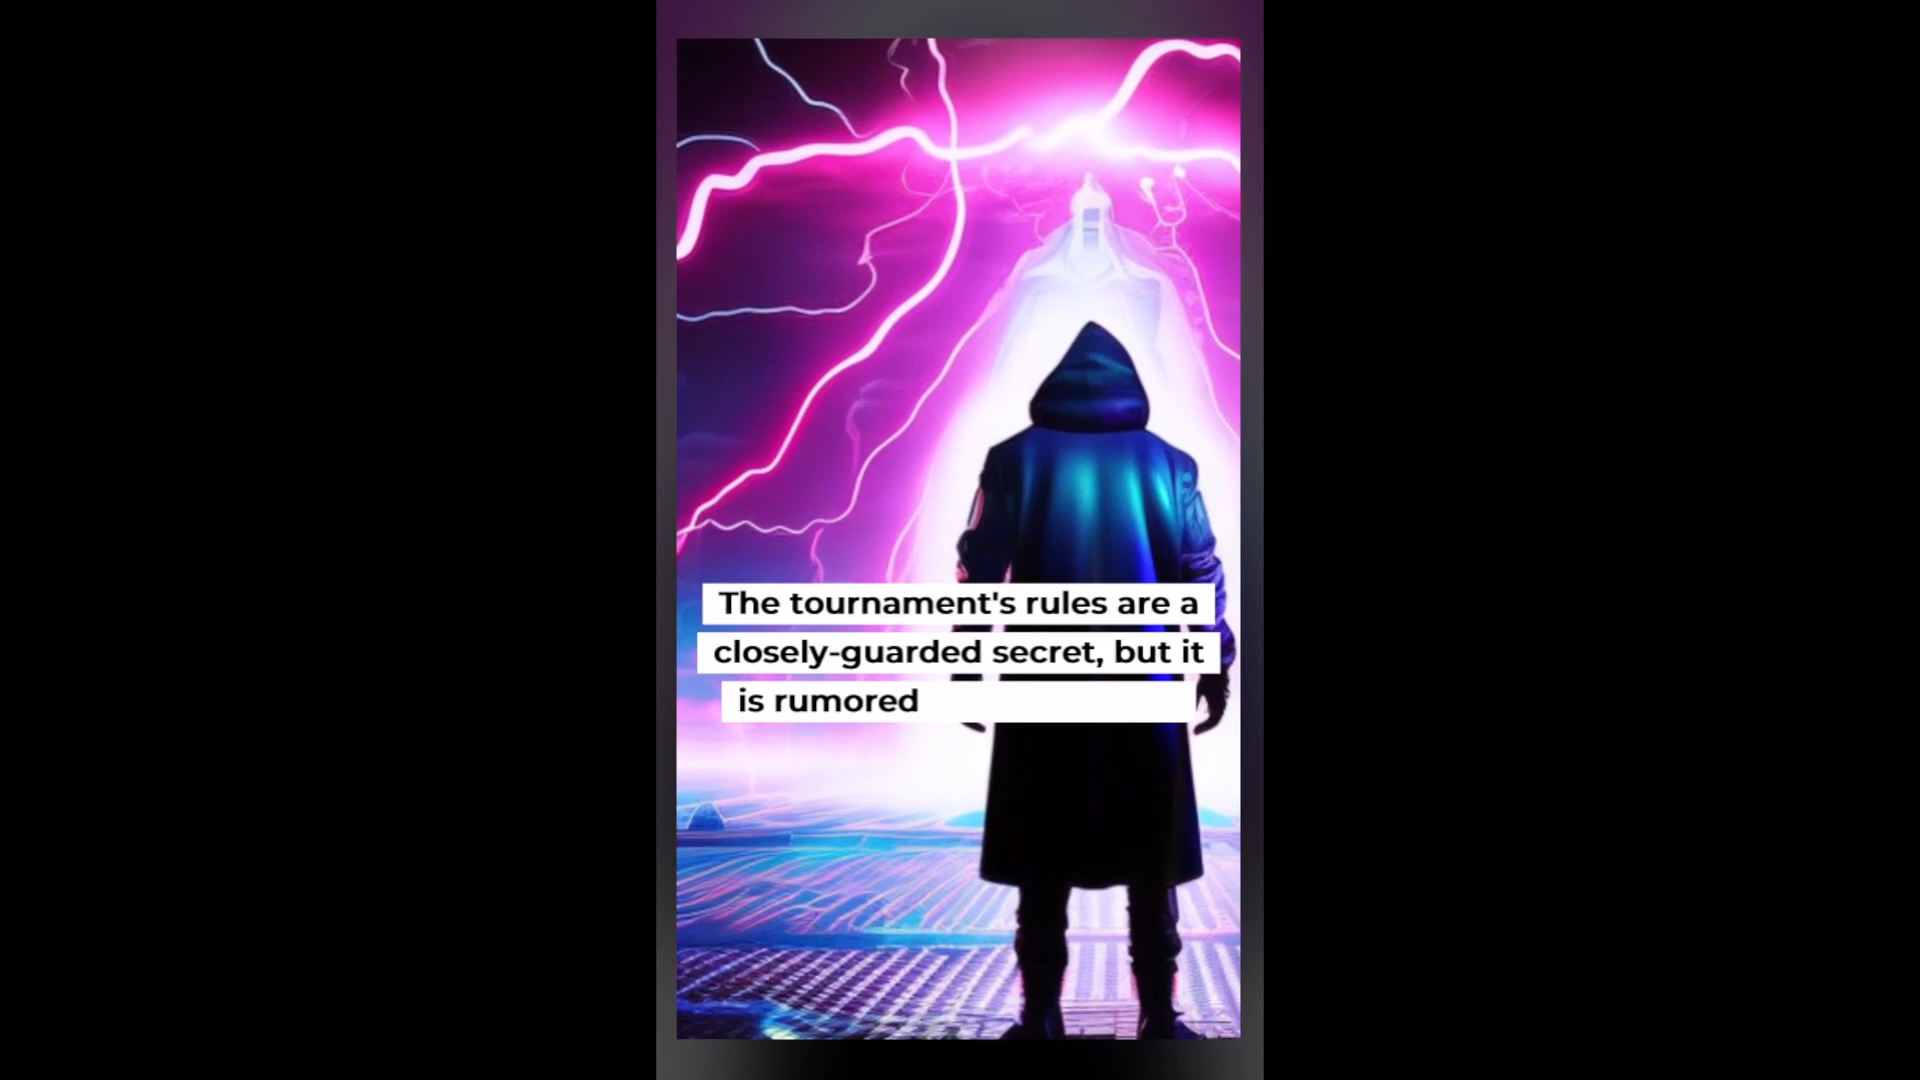 The tournament's rules are a
closely-guarded secret, but it
is rumored